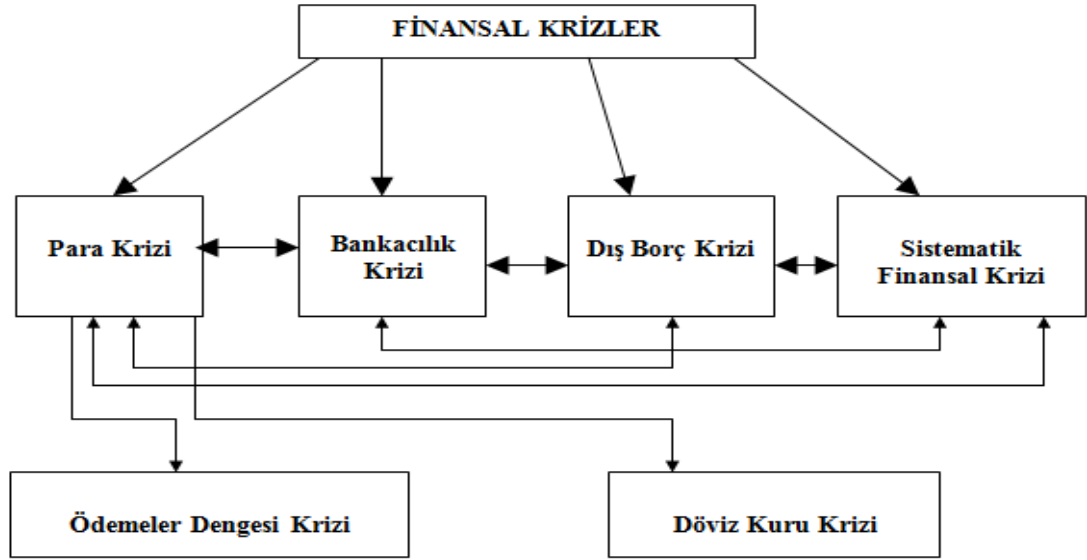 FİNANSAL KRİZLER
Para Krizi
Bankacılık
Krizi
Dış Borç Krizi
Sistematik
Finansal Krizi
Ödemeler Dengesi Krizi
Döviz Kuru Krizi